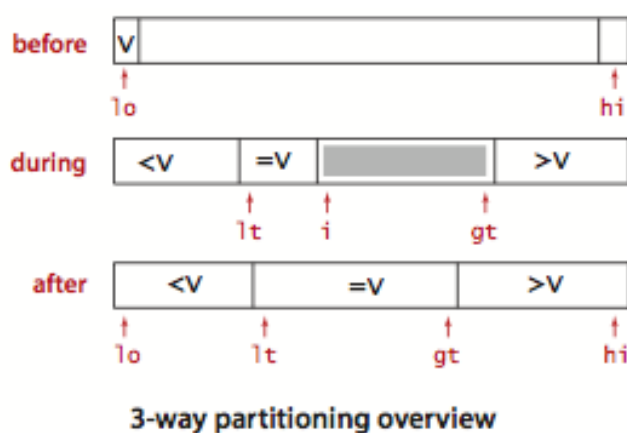 before V
lo hi
during <V =V >V
lt i gt
after <V =V >V
lo lt gt hi
3-way partitioning overview